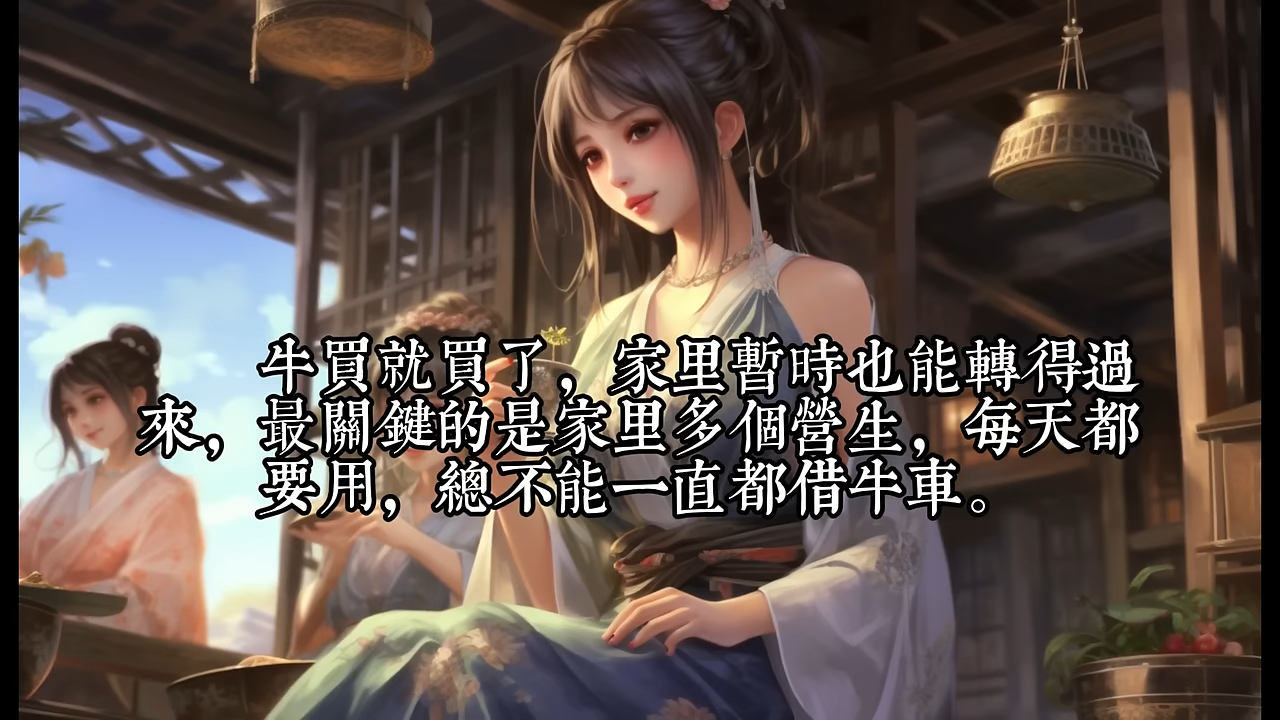 牛買就買了，家里暫時也能轉得過
來，最關鍵的是家里多個營生，每天都
要用，總不能一直都借牛車。